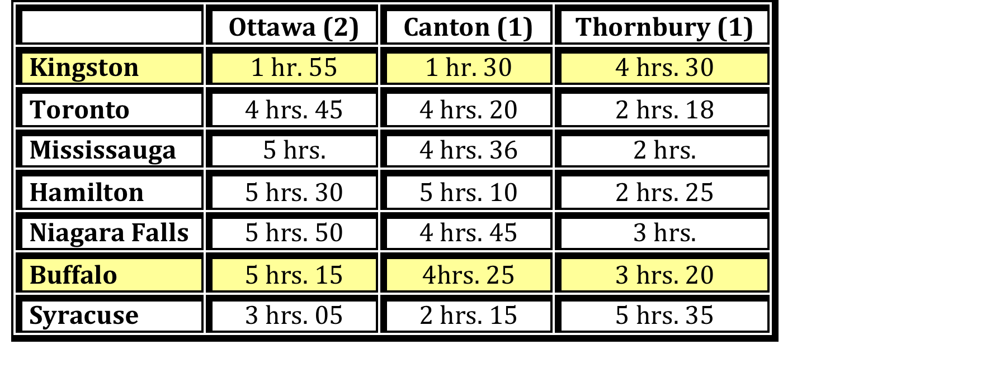 Ottawa (2) Canton (1) Thornbury (1)
Kingston 1 hr. 55 1 hr. 30 4 hrs. 30
Toronto 4 hrs. 45 4 hrs. 20 2 hrs. 18
Mississauga 5 hrs. 4 hrs. 36 2 hrs.
Hamilton 5 hrs. 30 5 hrs. 10 2 hrs. 25
Niagara Falls 5 hrs. 50 4 hrs. 45 3 hrs.
Buffalo 5 hrs. 15 4hrs. 25 3 hrs. 20
Syracuse 3 hrs. 05 2 hrs. 15 5 hrs. 35